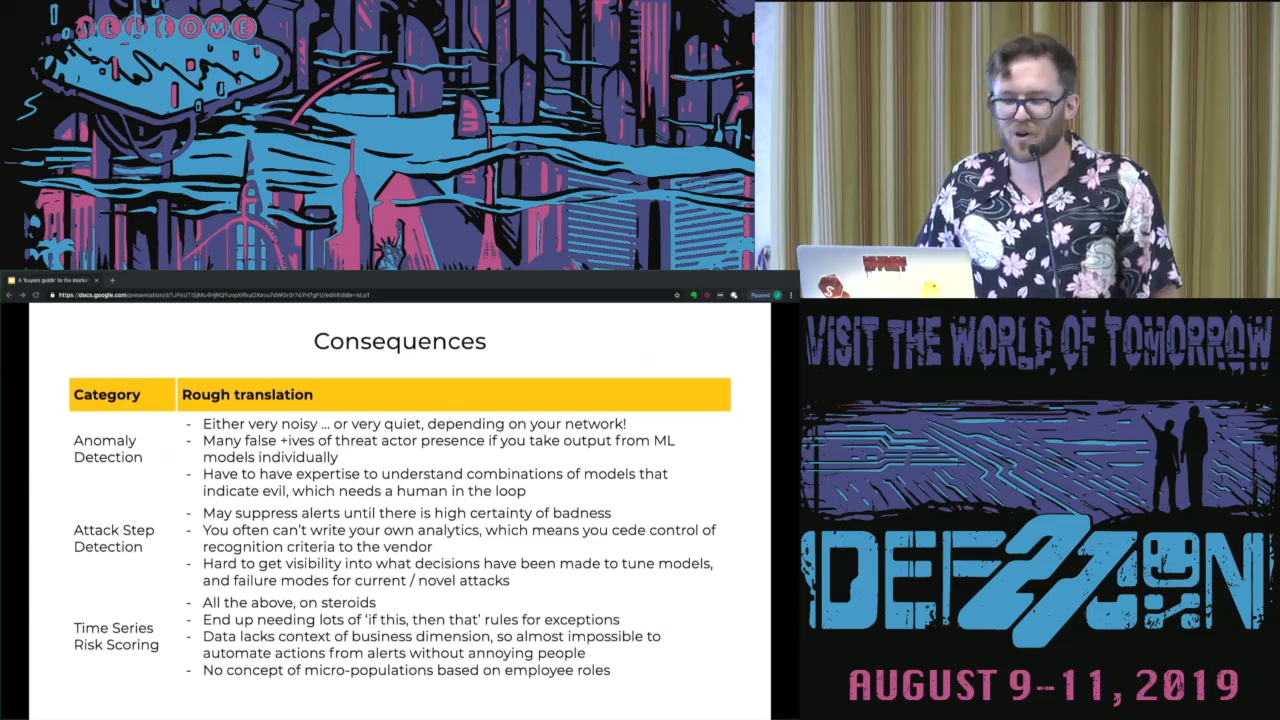 WELCOME
A 'buyers guide' to the market
Paused
Consequences
Category
Rough translation
Anomaly
Detection
- Either very noisy ... or very quiet, depending on your network!
- Many false +ives of threat actor presence if you take output from ML
models individually
- Have to have expertise to understand combinations of models that
indicate evil, which needs a human in the loop
Attack Step
Detection
- May suppress alerts until there is high certainty of badness
- You often can't write your own analytics, which means you cede control of
recognition criteria to the vendor
- Hard to get visibility into what decisions have been made to tune models,
and failure modes for current / novel attacks
Time Series
Risk Scoring
- All the above, on steroids
- End up needing lots of 'if this, then that' rules for exceptions
- Data lacks context of business dimension, so almost impossible to
automate actions from alerts without annoying people
- No concept of micro-populations based on employee roles
VISIT THE WORLD OF TOMORROW
DEF 27 CON
AUGUST 9-11, 2019